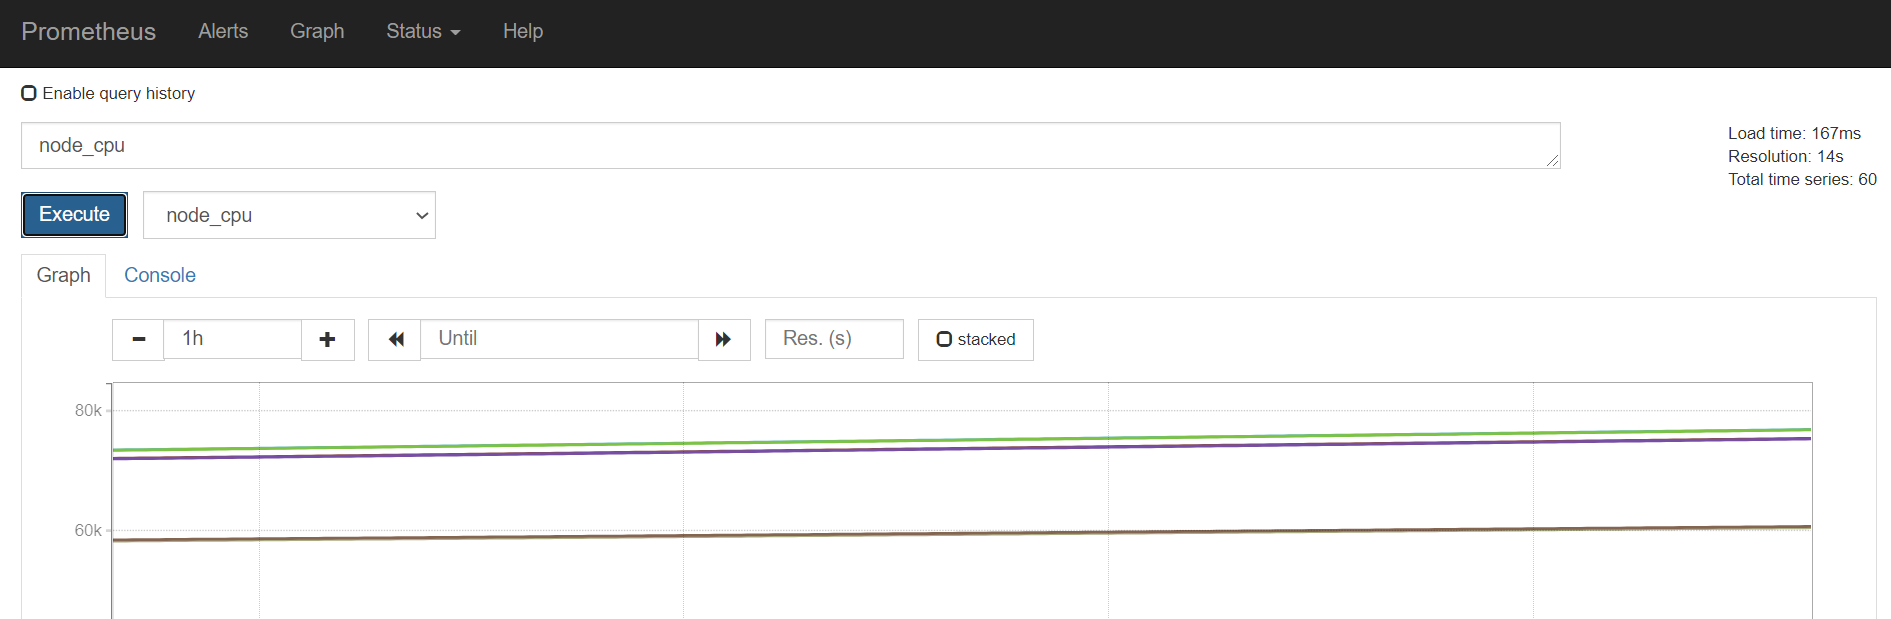 Prometheus Alerts Graph Status Help
Enable query history
node_cpu
Load time: 167ms
Resolution: 14s
Total time series: 60
Execute node_cpu
Graph Console
1h Until Res. (s) stacked
80k
60k